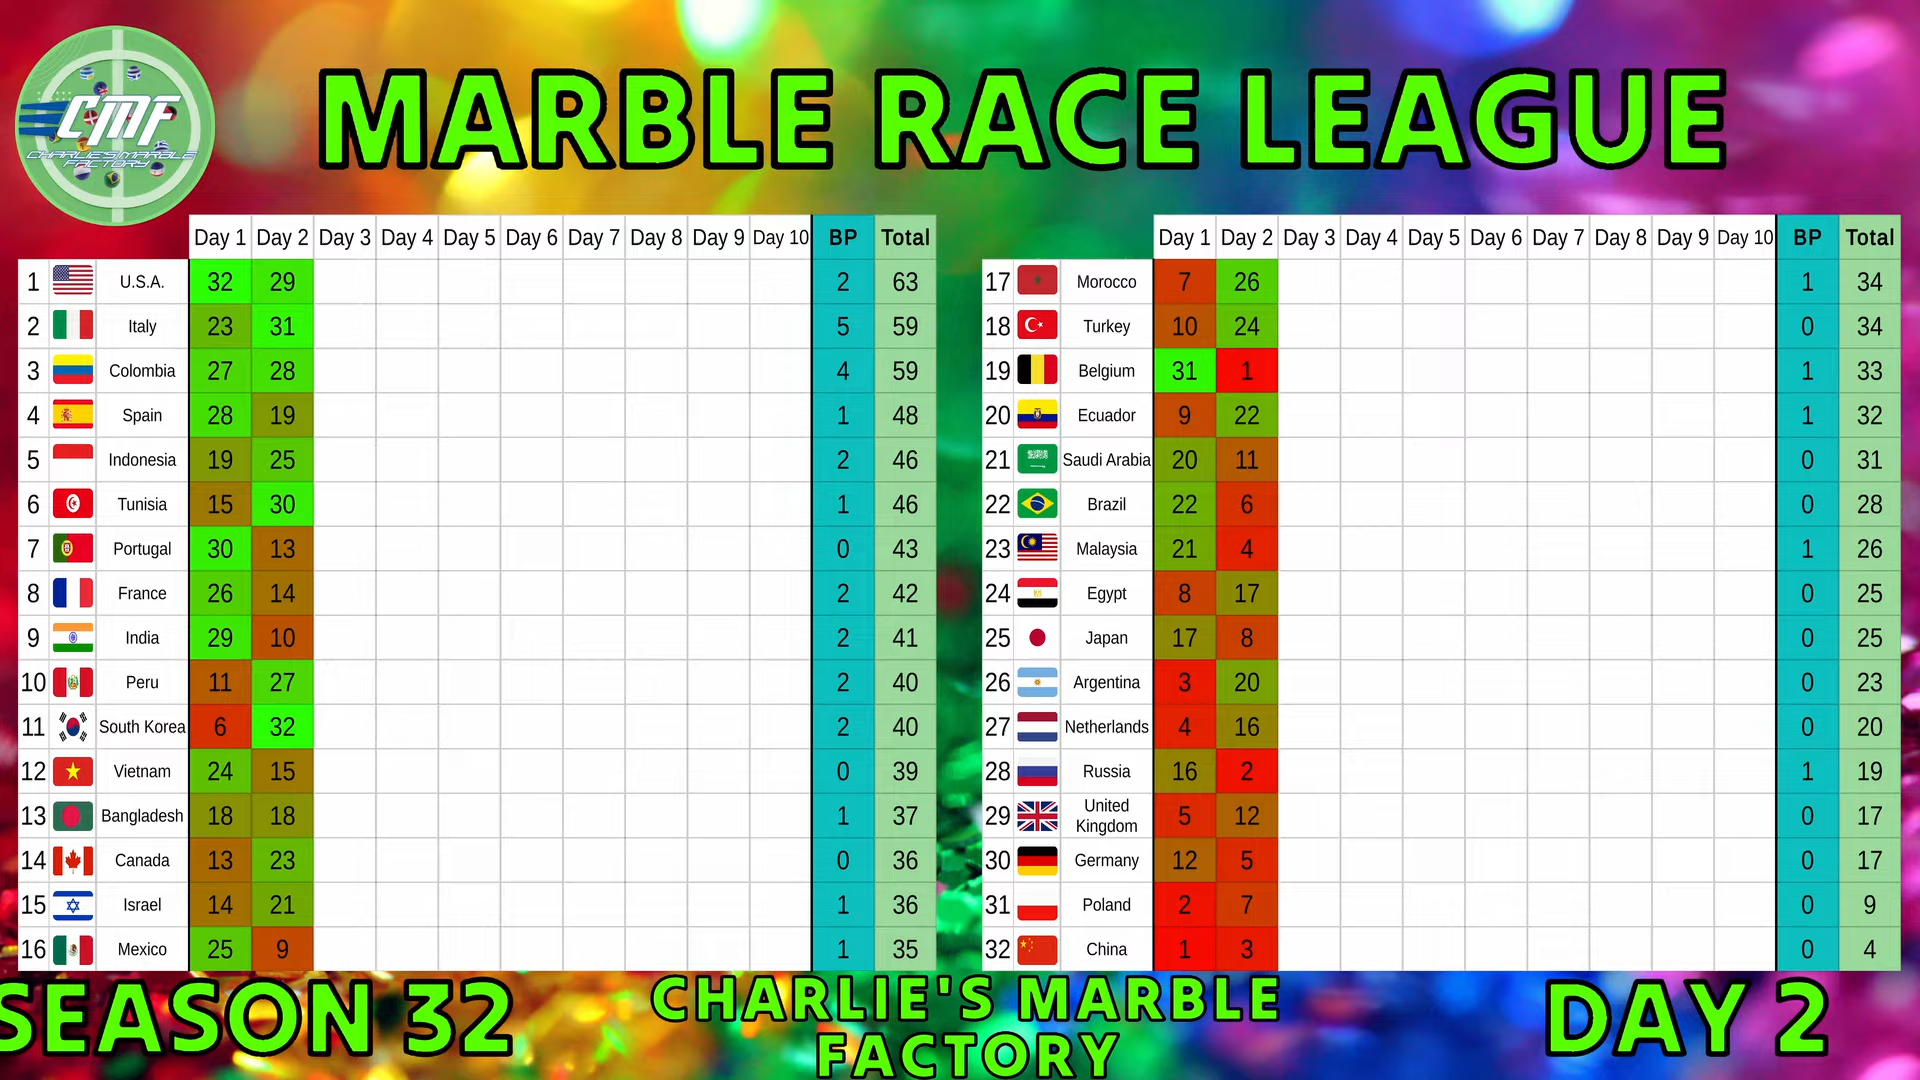 CMF
CHARLIE'S MARBLE
FACTORY
MARBLE RACE LEAGUE
Day 1 Day 2 Day 3 Day 4 Day 5 Day 6 Day 7 Day 8 Day 9 Day 10 BP Total
1 U.S.A. 32 29 2 63
2 Italy 23 31 5 59
3 Colombia 27 28 4 59
4 Spain 28 19 1 48
5 Indonesia 19 25 2 46
6 Tunisia 15 30 1 46
7 Portugal 30 13 0 43
8 France 26 14 2 42
9 India 29 10 2 41
10 Peru 11 27 2 40
11 South Korea 6 32 2 40
12 Vietnam 24 15 0 39
13 Bangladesh 18 18 1 37
14 Canada 13 23 0 36
15 Israel 14 21 1 36
16 Mexico 25 9 1 35
Day 1 Day 2 Day 3 Day 4 Day 5 Day 6 Day 7 Day 8 Day 9 Day 10 BP Total
17 Morocco 7 26 1 34
18 Turkey 10 24 0 34
19 Belgium 31 1 1 33
20 Ecuador 9 22 1 32
21 Saudi Arabia 20 11 0 31
22 Brazil 22 6 0 28
23 Malaysia 21 4 1 26
24 Egypt 8 17 0 25
25 Japan 17 8 0 25
26 Argentina 3 20 0 23
27 Netherlands 4 16 0 20
28 Russia 16 2 1 19
29 United Kingdom 5 12 0 17
30 Germany 12 5 0 17
31 Poland 2 7 0 9
32 China 1 3 0 4
SEASON 32
CHARLIE'S MARBLE
FACTORY
DAY 2